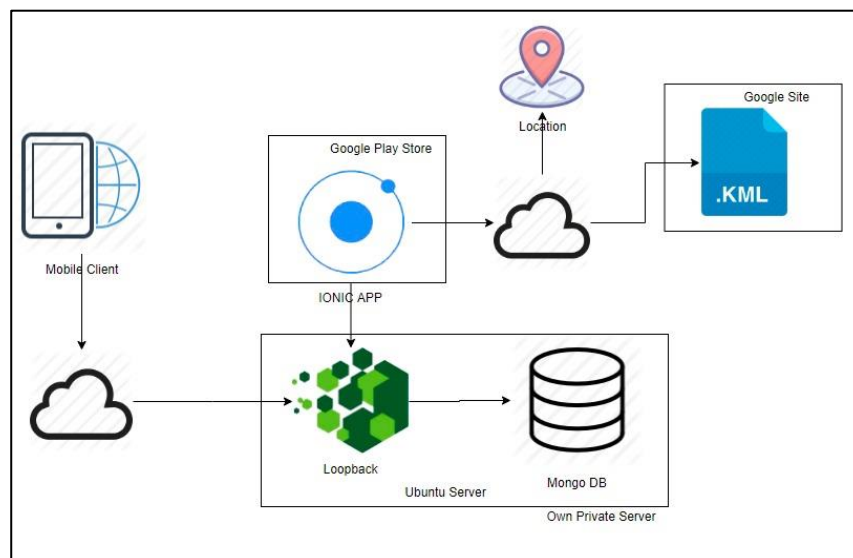 Location
Google Site
.KML
Google Play Store
IONIC APP
Mobile Client
Loopback
Mongo DB
Ubuntu Server
Own Private Server